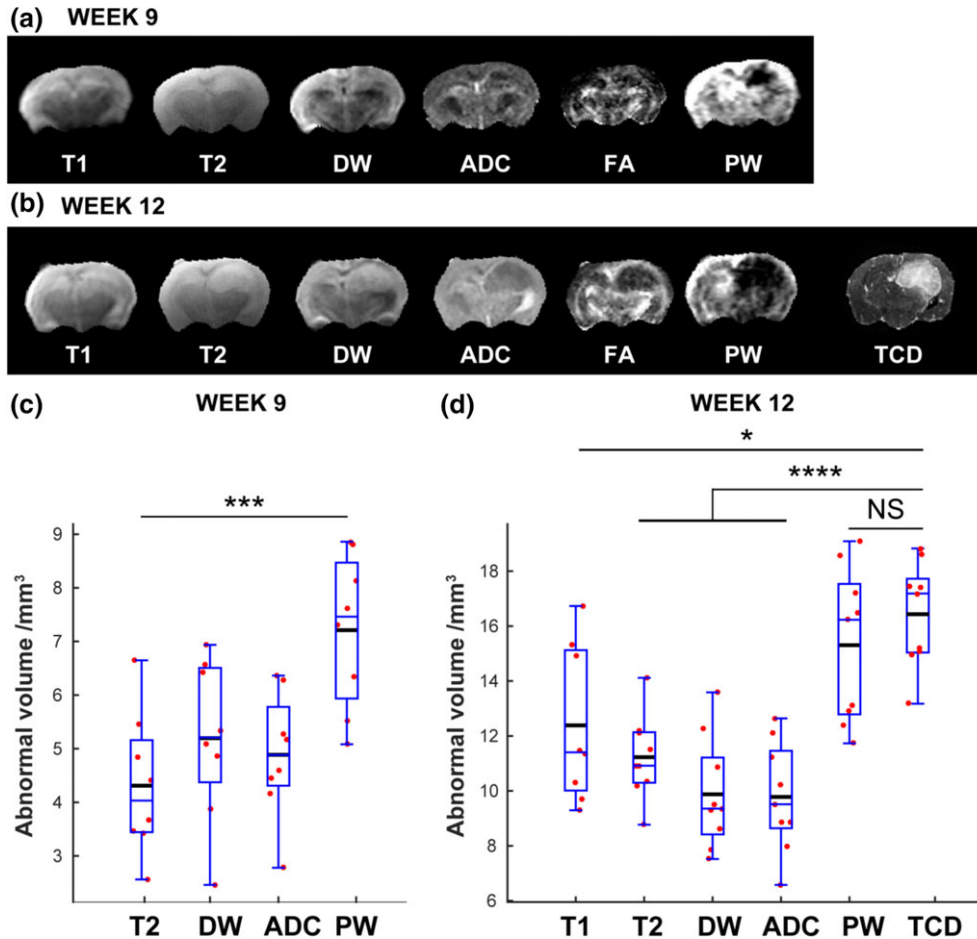 (a) WEEK 9
T1 T2 DW ADC FA PW
(b) WEEK 12
T1 T2 DW ADC FA PW TCD
(c) WEEK 9
***
Abnormal volume /mm³
9
8
7
6
5
4
3
T2 DW ADC PW
(d) WEEK 12
*
****
NS
Abnormal volume /mm³
18
16
14
12
10
8
6
T1 T2 DW ADC PW TCD